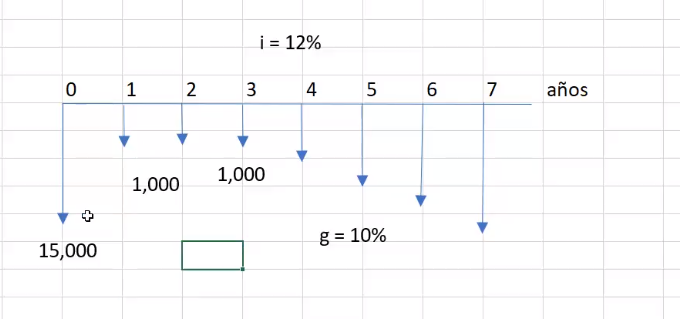 i = 12%
0 1 2 3 4 5 6 7 años
1,000 1,000
15,000
g = 10%